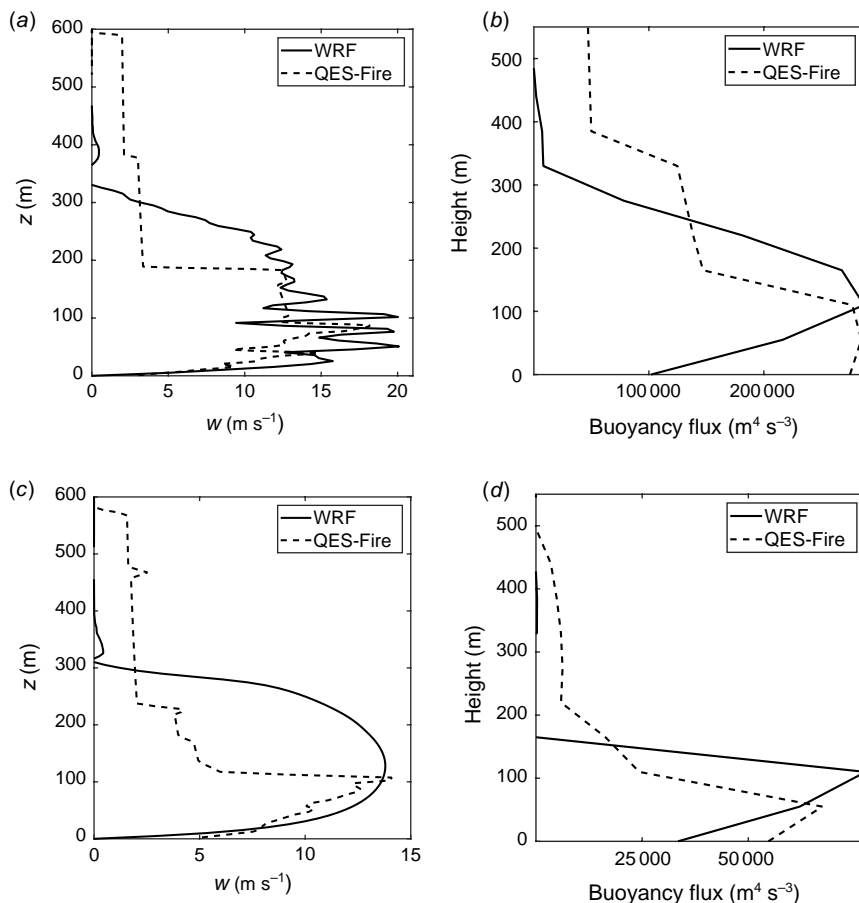 (a)
600
500
400
300
200
100
0
z (m)
0
5
10
15
20
w (m s⁻¹)
WRF
QES-Fire
(b)
500
400
300
200
100
0
Height (m)
100 000
200 000
Buoyancy flux (m⁴ s⁻³)
WRF
QES-Fire
(c)
600
500
400
300
200
100
0
z (m)
0
5
10
15
w (m s⁻¹)
WRF
QES-Fire
(d)
500
400
300
200
100
0
Height (m)
25 000
50 000
Buoyancy flux (m⁴ s⁻³)
WRF
QES-Fire